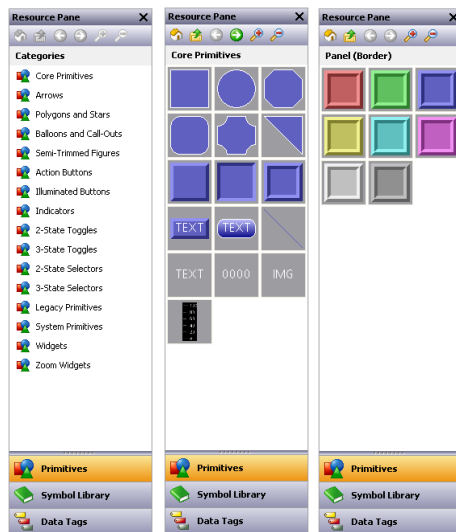 Resource Pane
Categories
Core Primitives
Arrows
Polygons and Stars
Balloons and Call-Outs
Semi-Trimmed Figures
Action Buttons
Illuminated Buttons
Indicators
2-State Toggles
3-State Toggles
2-State Selectors
3-State Selectors
Legacy Primitives
System Primitives
Widgets
Zoom Widgets
Primitives
Symbol Library
Data Tags
Resource Pane
Core Primitives
TEXT TEXT
TEXT 0000 IMG
Primitives
Symbol Library
Data Tags
Resource Pane
Panel (Border)
Primitives
Symbol Library
Data Tags